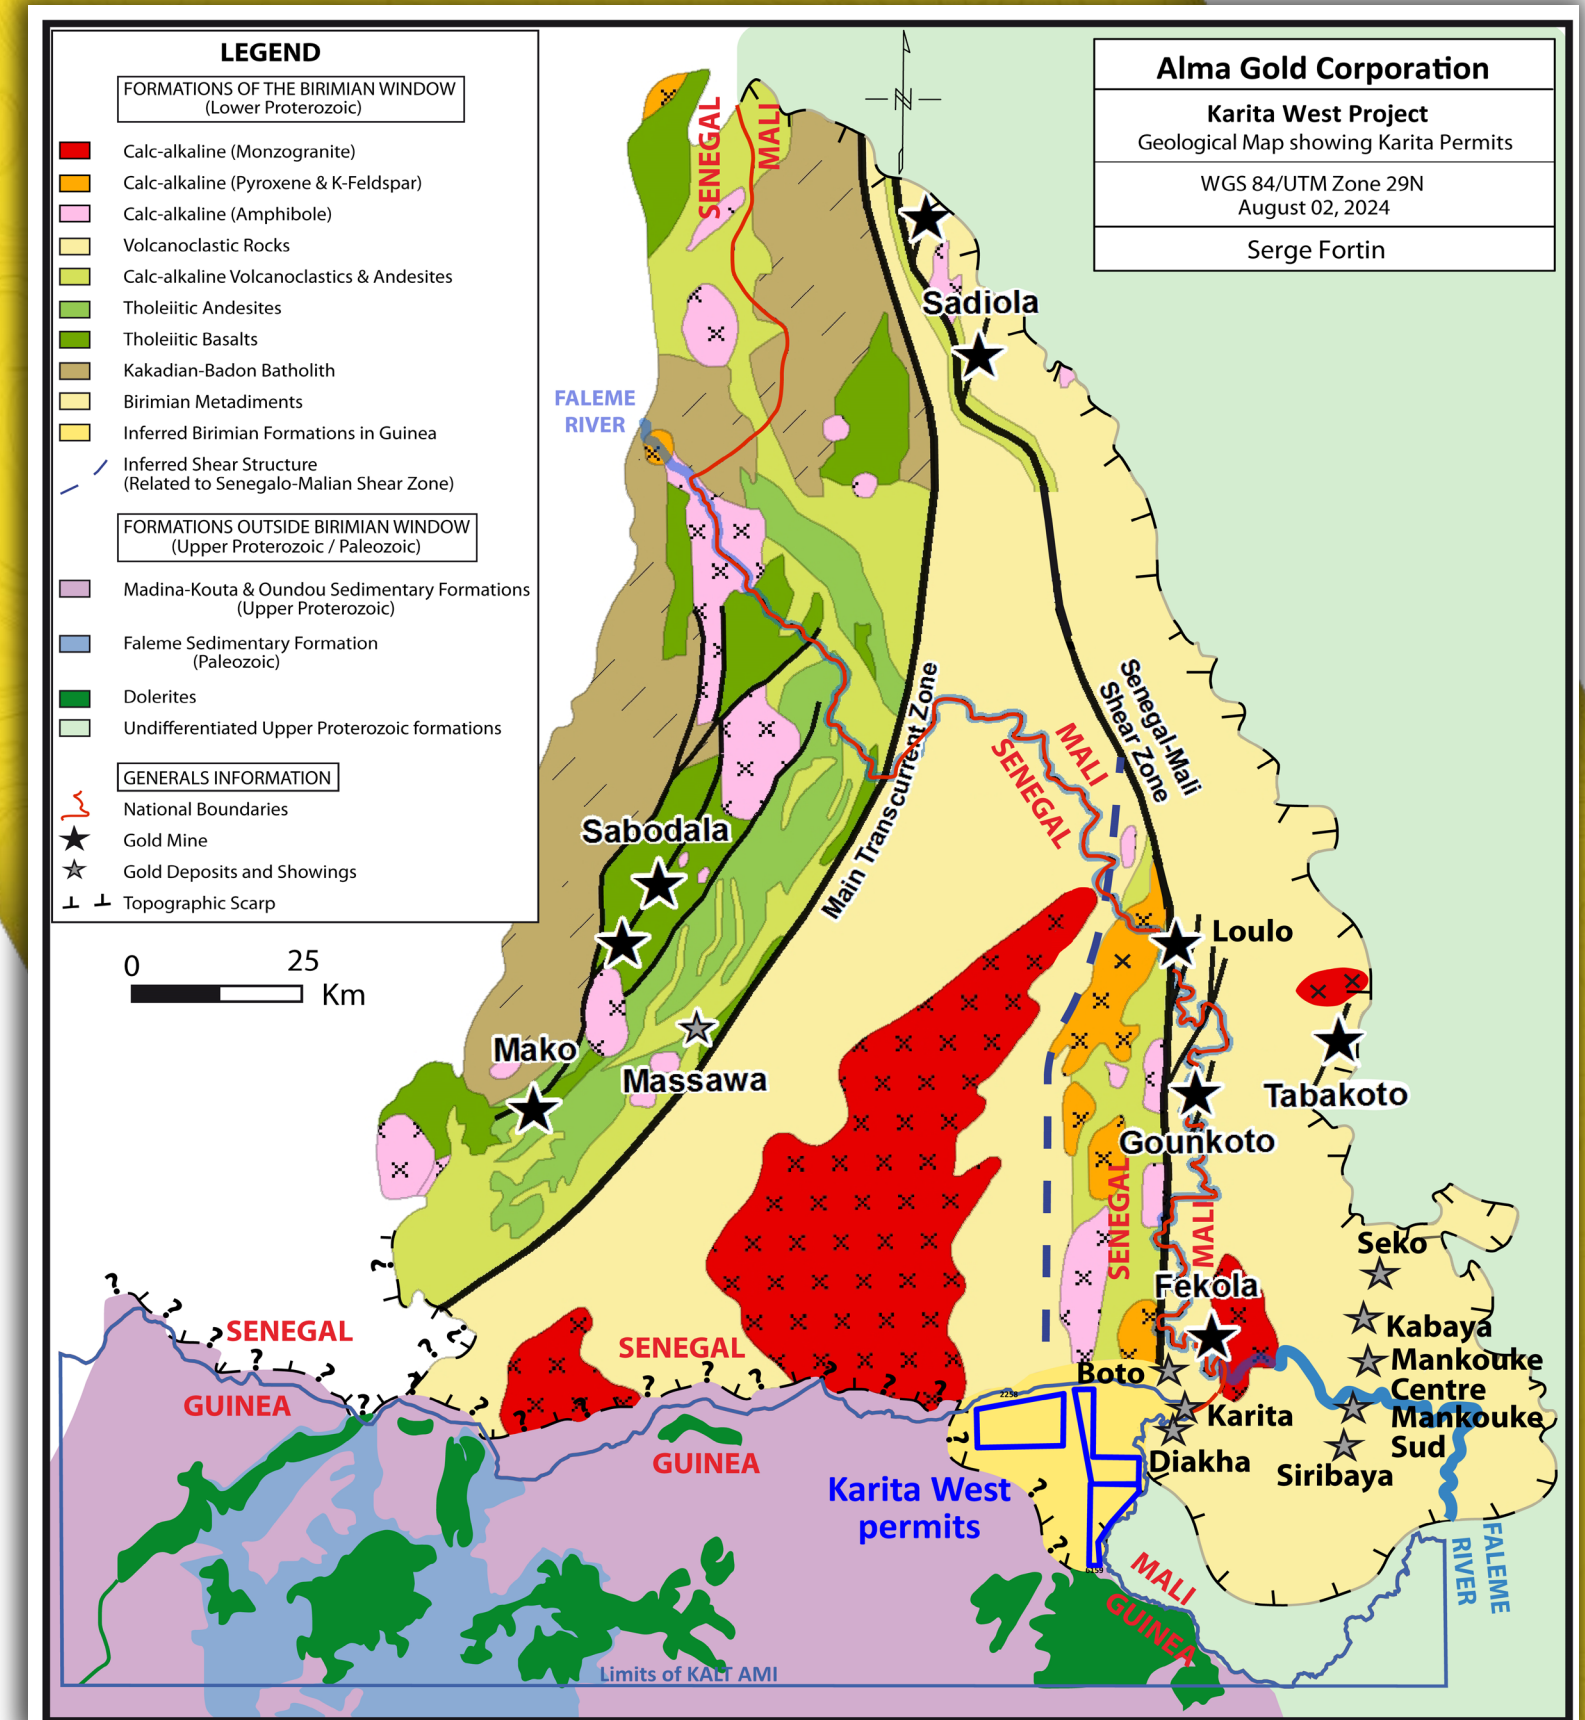 LEGEND
FORMATIONS OF THE BIRIMIAN WINDOW
(Lower Proterozoic)
Calc-alkaline (Monzogranite)
Calc-alkaline (Pyroxene & K-Feldspar)
Calc-alkaline (Amphibole)
Volcanoclastic Rocks
Calc-alkaline Volcanoclastics & Andesites
Tholeiitic Andesites
Tholeiitic Basalts
Kakadian-Badon Batholith
Birimian Metadiments
Inferred Birimian Formations in Guinea
Inferred Shear Structure
(Related to Senegalo-Malian Shear Zone)
FORMATIONS OUTSIDE BIRIMIAN WINDOW
(Upper Proterozoic / Paleozoic)
Madina-Kouta & Oundou Sedimentary Formations
(Upper Proterozoic)
Faleme Sedimentary Formation
(Paleozoic)
Dolerites
Undifferentiated Upper Proterozoic formations
GENERALS INFORMATION
National Boundaries
Gold Mine
Gold Deposits and Showings
Topographic Scarp
0 25
Km
Alma Gold Corporation
Karita West Project
Geological Map showing Karita Permits
WGS 84/UTM Zone 29N
August 02, 2024
Serge Fortin
N
SENEGAL
MALI
Sadiola
FALEME
RIVER
Main Transcurrent Zone
Senegal-Mali
Shear Zone
MALI
SENEGAL
Sabodala
Loulo
Mako
Massawa
Tabakoto
Gounkoto
SENEGAL
MALI
Seko
Fekola
Kabaya
Mankouke
Centre
Mankouke
Sud
Boto
Karita
Diakha
Siribaya
SENEGAL
GUINEA
SENEGAL
GUINEA
2258
Karita West
permits
MALI
GUINEA
FALEME
RIVER
Limits of KALT AMI